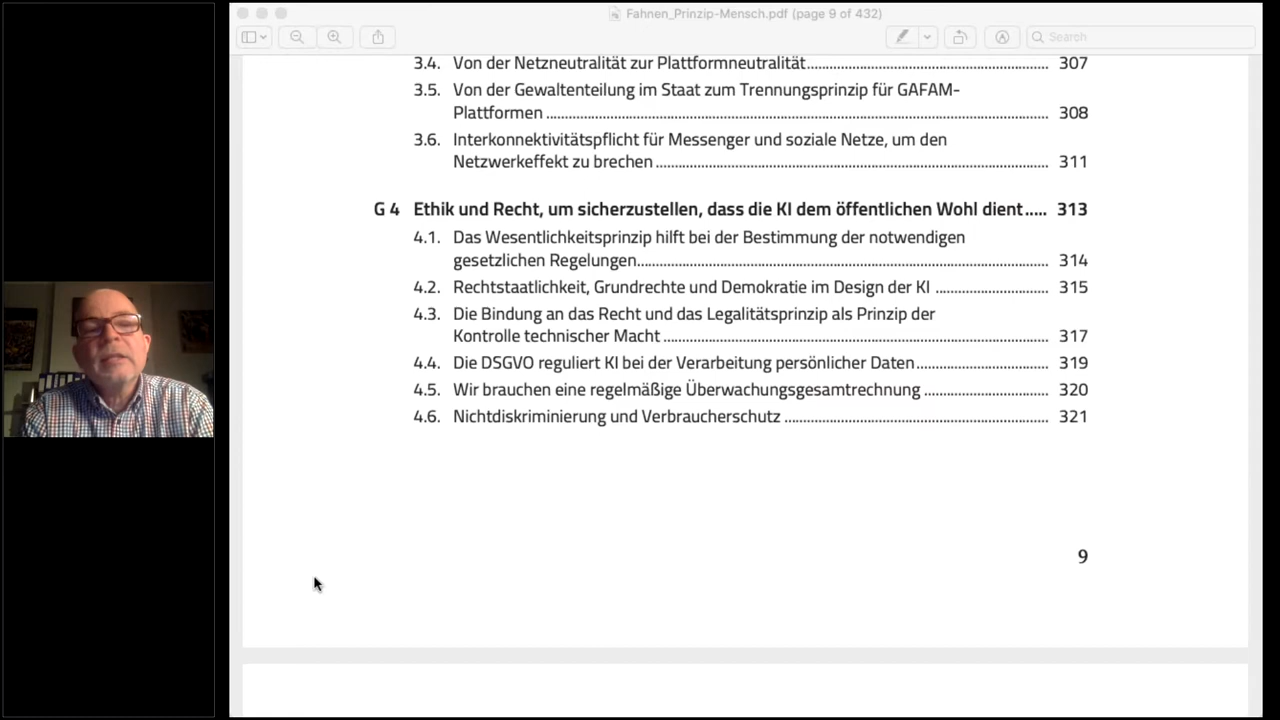 Fahnen_Prinzip-Mensch.pdf (page 9 of 432)
Search
3.4. Von der Netzneutralität zur Plattformneutralität.......................................................... 307
3.5. Von der Gewaltenteilung im Staat zum Trennungsprinzip für GAFAM-
Plattformen ............................................................................................................................ 308
3.6. Interkonnektivitätspflicht für Messenger und soziale Netze, um den
Netzwerkeffekt zu brechen ................................................................................................ 311
G 4 Ethik und Recht, um sicherzustellen, dass die KI dem öffentlichen Wohl dient..... 313
4.1. Das Wesentlichkeitsprinzip hilft bei der Bestimmung der notwendigen
gesetzlichen Regelungen.................................................................................................... 314
4.2. Rechtstaatlichkeit, Grundrechte und Demokratie im Design der KI ........................... 315
4.3. Die Bindung an das Recht und das Legalitätsprinzip als Prinzip der
Kontrolle technischer Macht .............................................................................................. 317
4.4. Die DSGVO reguliert KI bei der Verarbeitung persönlicher Daten................................ 319
4.5. Wir brauchen eine regelmäßige Überwachungsgesamtrechnung .............................. 320
4.6. Nichtdiskriminierung und Verbraucherschutz ................................................................ 321
9